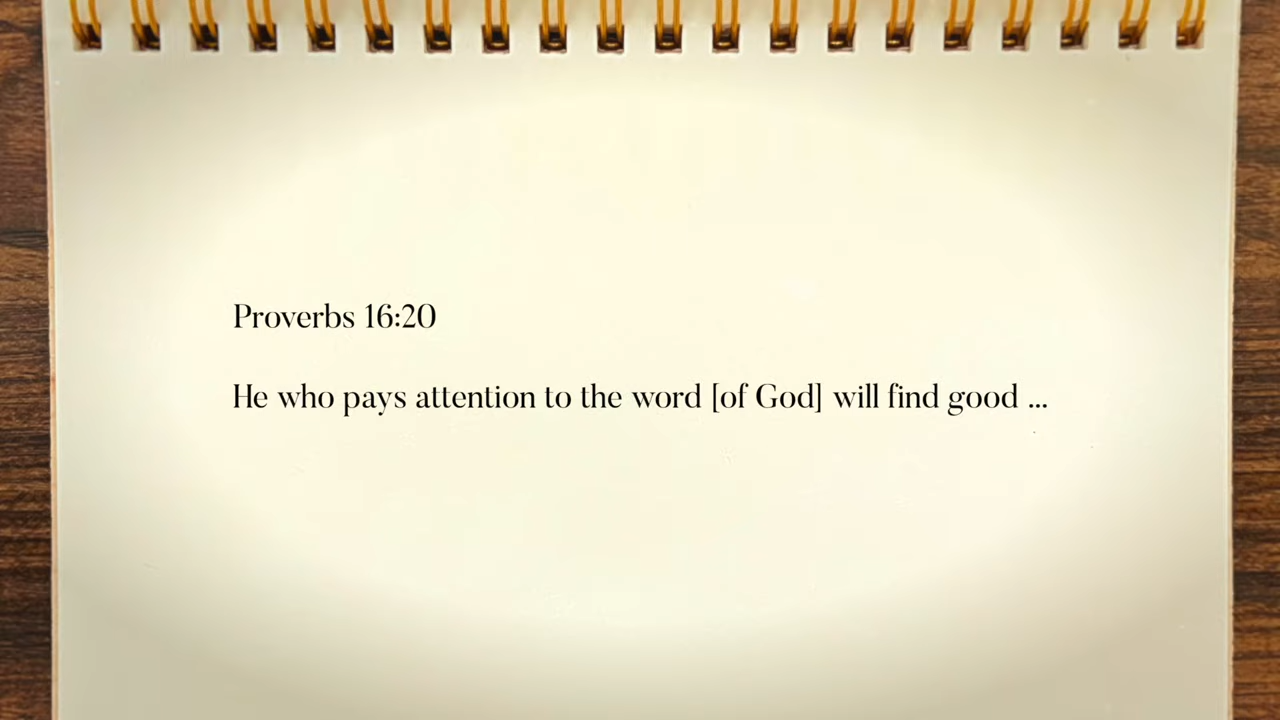 Proverbs 16:20
He who pays attention to the word [of God] will find good ...